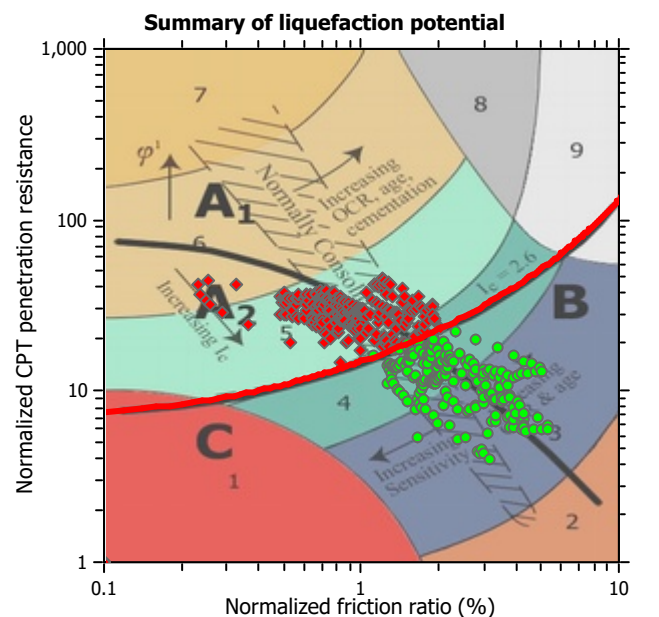 Summary of liquefaction potential
Normalized CPT penetration resistance
1,000
100
10
1
0.1
1
10
Normalized friction ratio (%)
7
8
9
φ'
A1
Normally Consol
Increasing
OCR, age,
cementation
6
Ic = 2.6
A2
B
Increasing Ic
5
4
& age
3
C
1
Increasing
Sensitivity
2